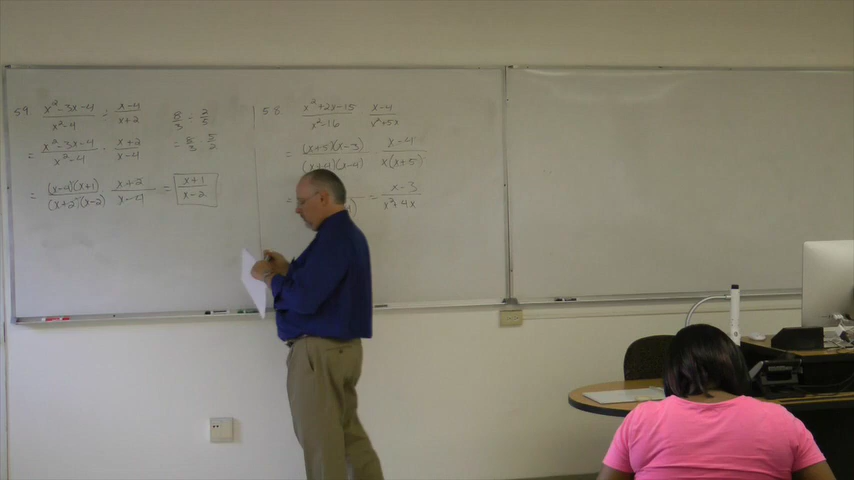 59 (x²-3x-4)/(x²-4) ÷ (x-4)/(x+2)
8/3 ÷ 2/5
= (x²-3x-4)/(x²-4) · (x+2)/(x-4)
= 8/3 · 5/2
= (x-4)(x+1)/(x+2)(x-2) · (x+2)/(x-4) = (x+1)/(x-2)
58 (x²+2x-15)/(x²-16) · (x-4)/(x²+5x)
= (x+5)(x-3)/(x+4)(x-4) · (x-4)/x(x+5)
= = (x-3)/(x²+4x)